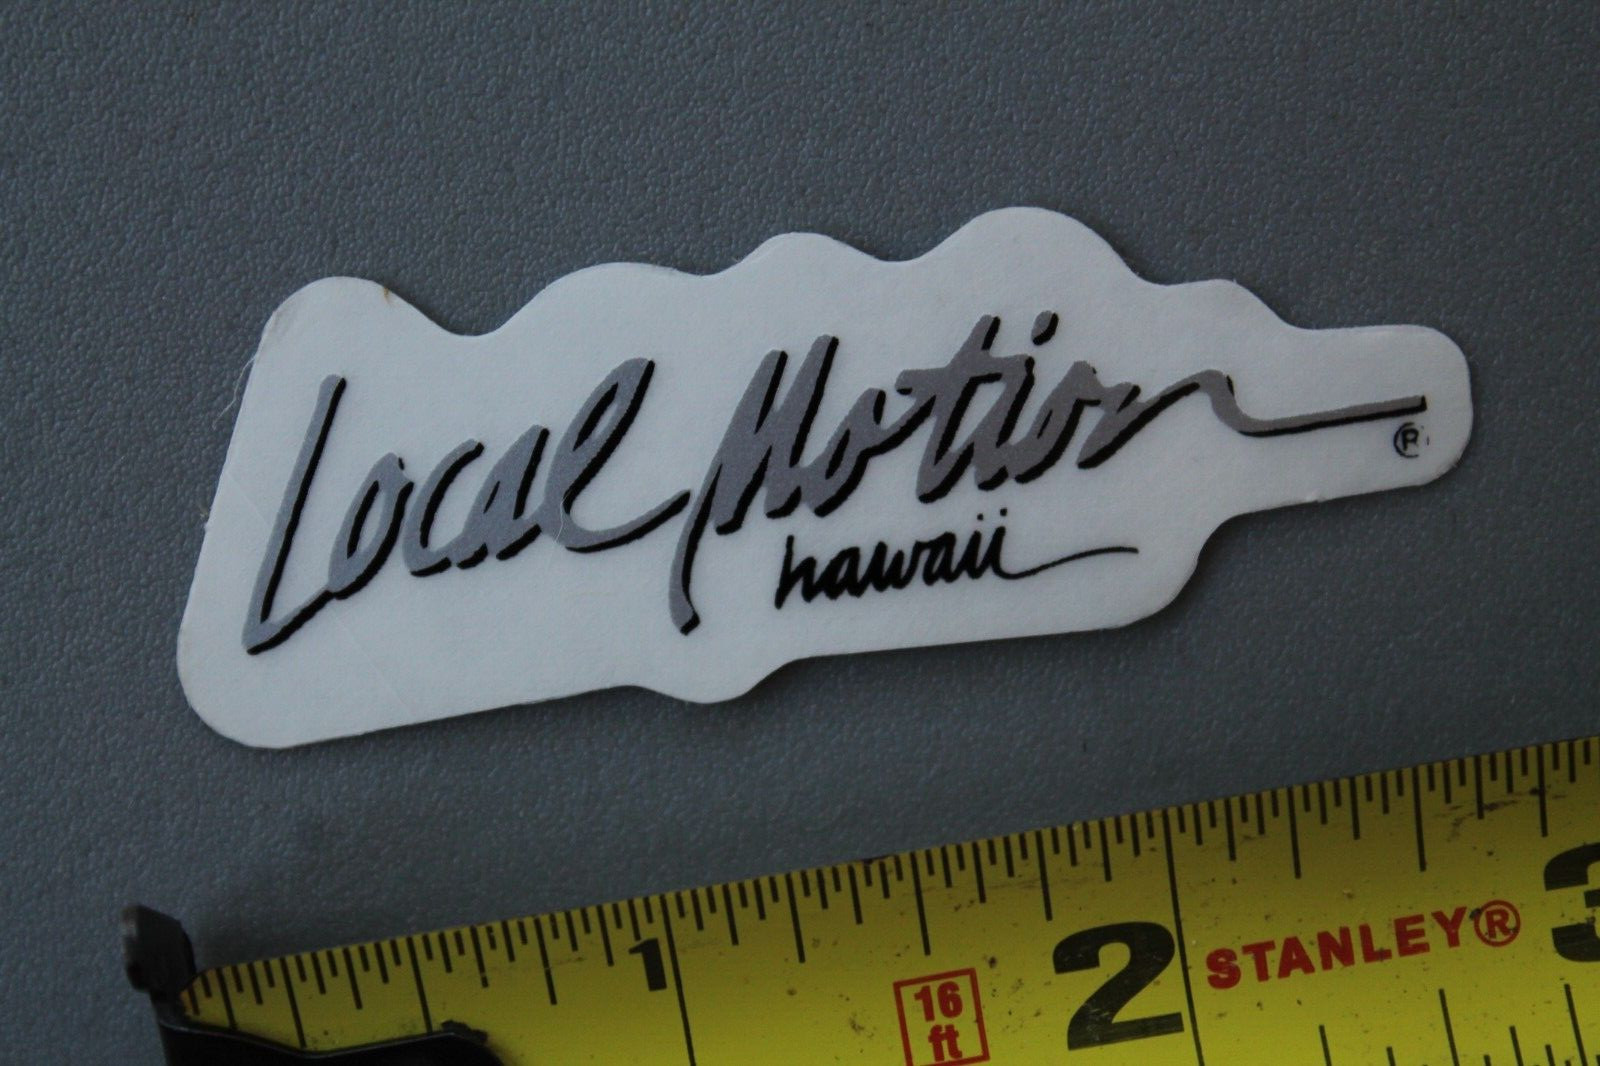 Local Motion ®
hawaii
1
2
3
STANLEY®
16
ft